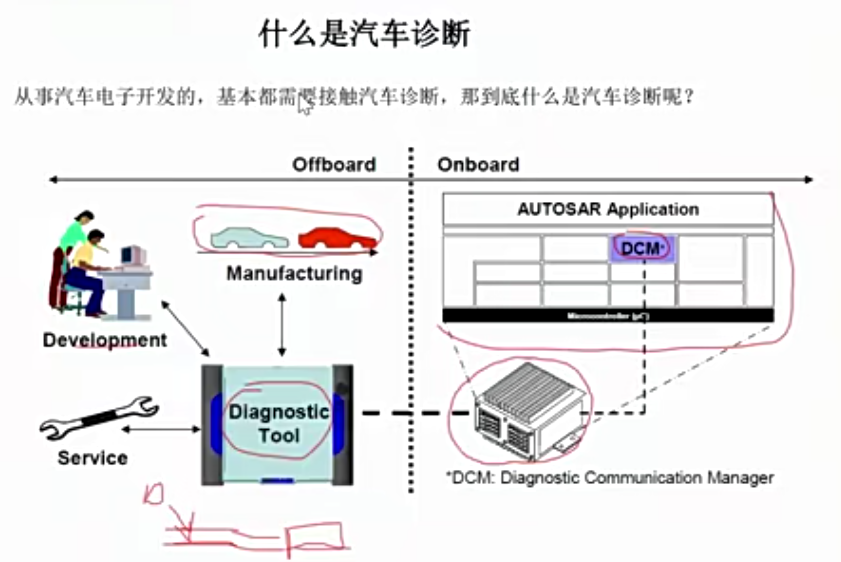 什么是汽车诊断
从事汽车电子开发的，基本都需要接触汽车诊断，那到底什么是汽车诊断呢？
Offboard
Onboard
AUTOSAR Application
DCM*
Manufacturing
Microcontroller (µC)
Development
Diagnostic
Tool
Service
*DCM: Diagnostic Communication Manager